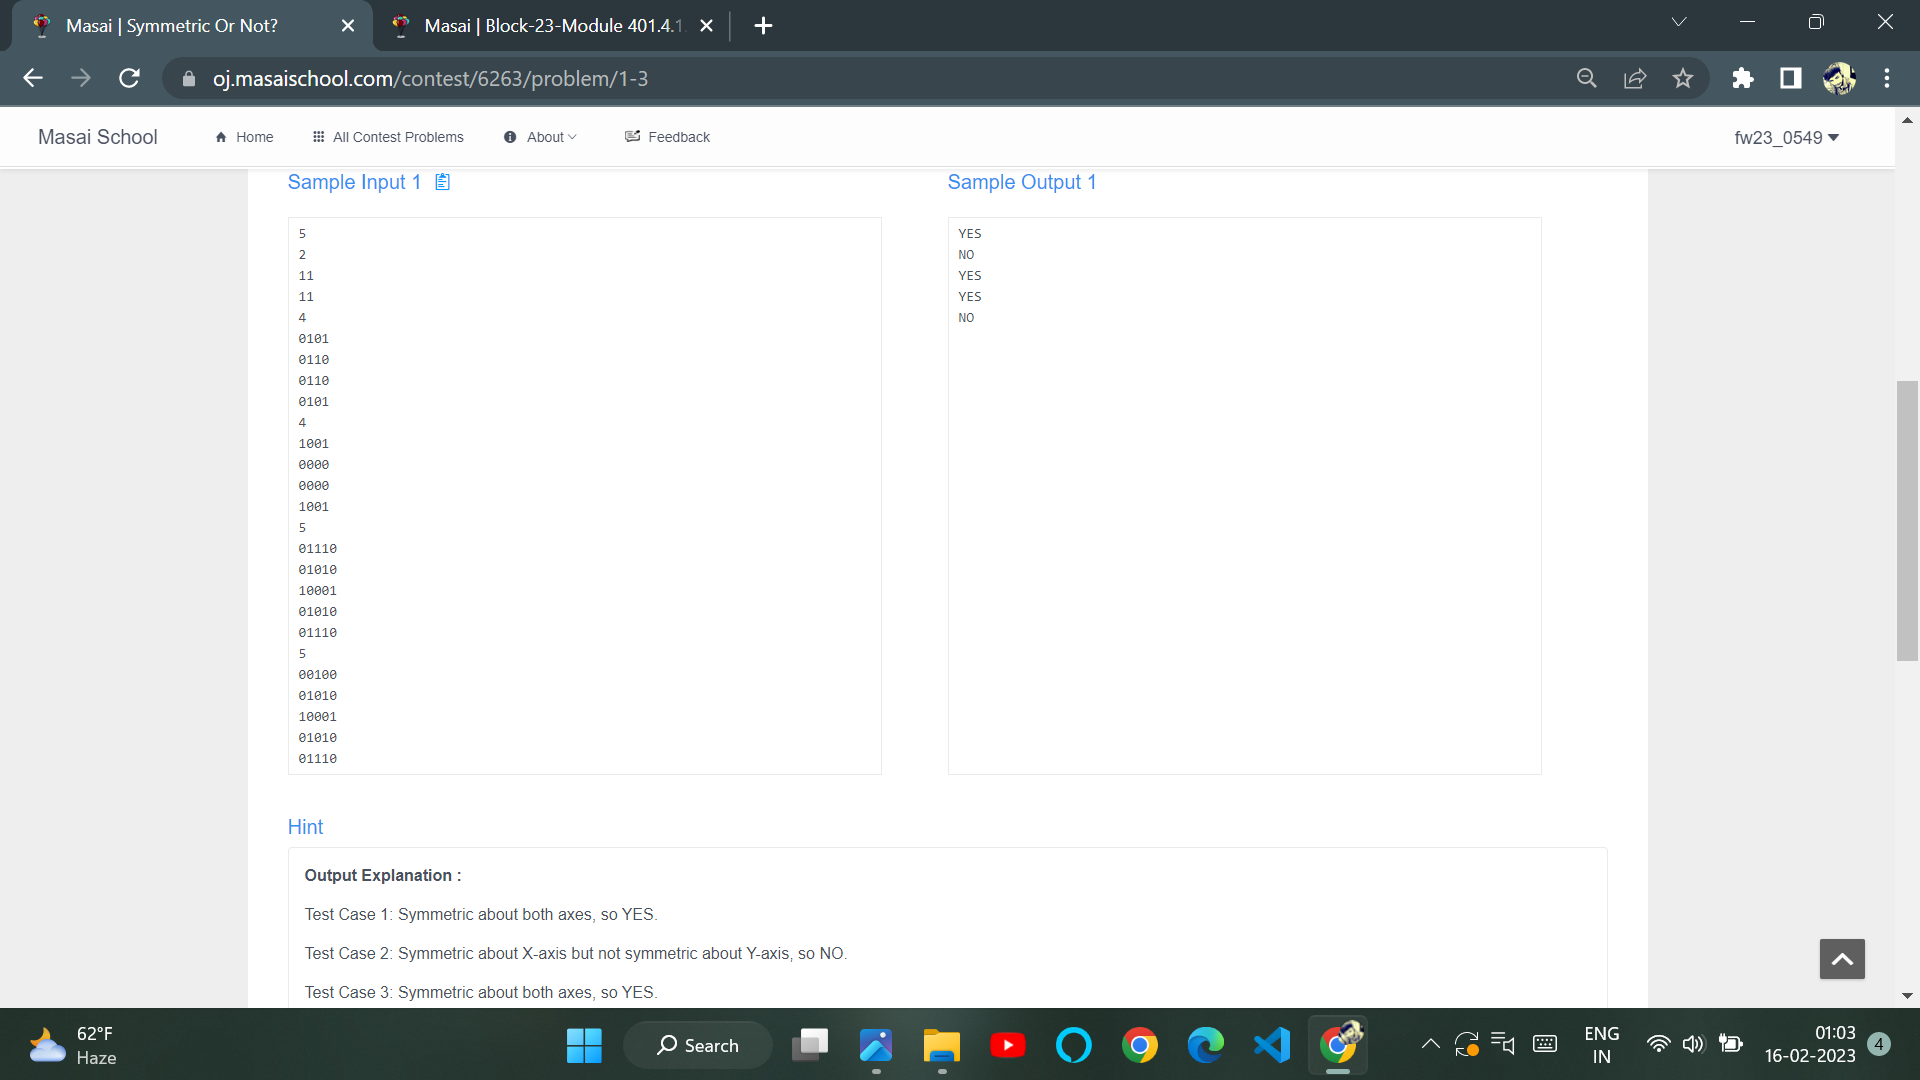 Masai | Symmetric Or Not?
Masai | Block-23-Module 401.4.1
oj.masaischool.com/contest/6263/problem/1-3
Masai School
Home
All Contest Problems
About
Feedback
fw23_0549
Sample Input 1
Sample Output 1
5
2
11
11
4
0101
0110
0110
0101
4
1001
0000
0000
1001
5
01110
01010
10001
01010
01110
5
00100
01010
10001
01010
01110
YES
NO
YES
YES
NO
Hint
Output Explanation :
Test Case 1: Symmetric about both axes, so YES.
Test Case 2: Symmetric about X-axis but not symmetric about Y-axis, so NO.
Test Case 3: Symmetric about both axes, so YES.
62°F
Haze
Search
ENG
IN
01:03
16-02-2023
4